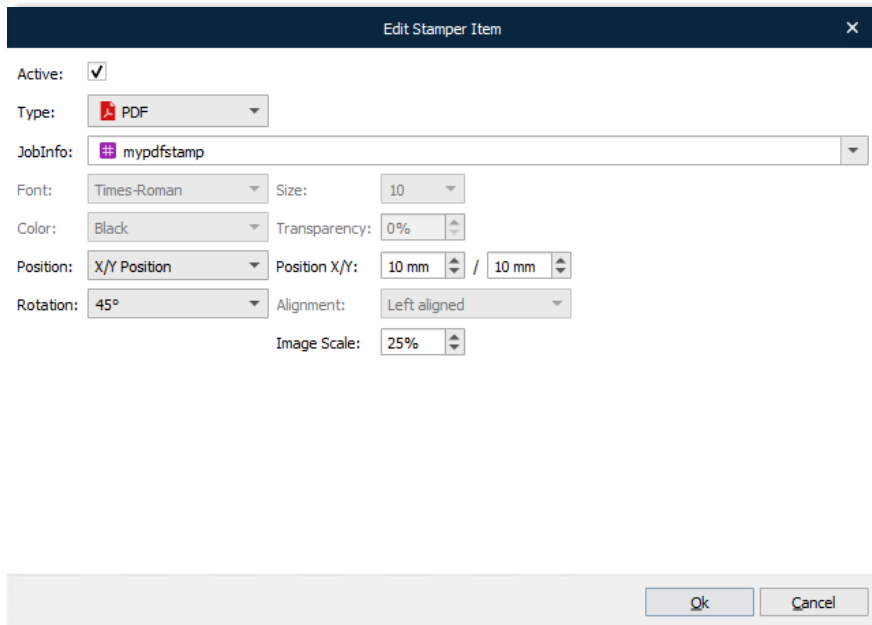 Edit Stamper Item
Active:
Type: PDF
JobInfo: mypdfstamp
Font: Times-Roman Size: 10
Color: Black Transparency: 0%
Position: X/Y Position Position X/Y: 10 mm / 10 mm
Rotation: 45° Alignment: Left aligned
Image Scale: 25%
Ok Cancel